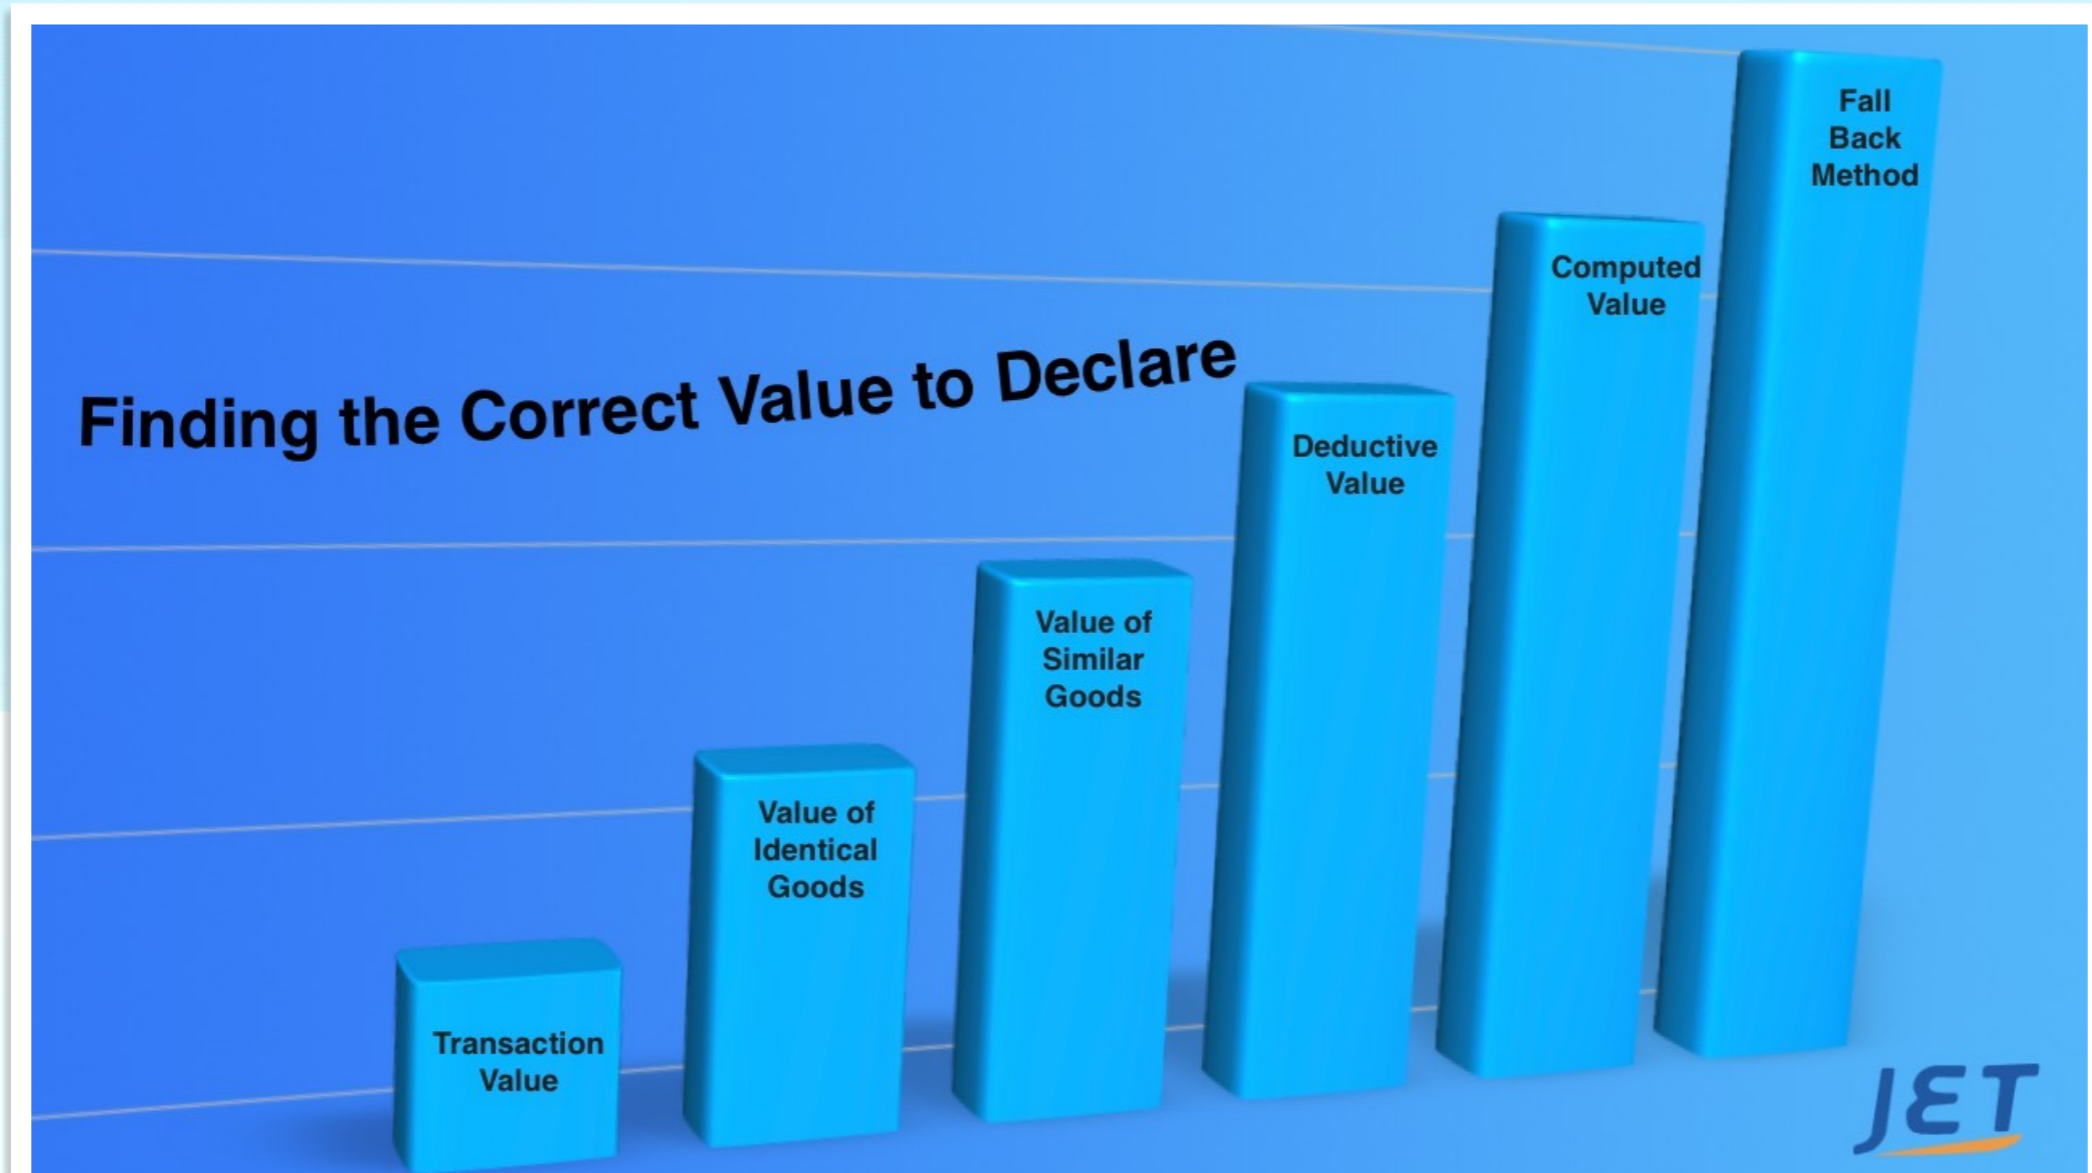 Finding the Correct Value to Declare
Transaction
Value
Value of
Identical
Goods
Value of
Similar
Goods
Deductive
Value
Computed
Value
Fall
Back
Method
JET